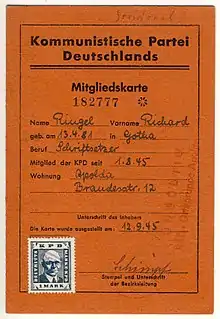 Kommunistische Partei
Deutschlands
Mitgliedskarte
182777
Name Ringel Vorname Richard
geb. am 13.4.81 in Gotha
Beruf Schriftsetzer
Mitglied der KPD seit 1.8.45
Wohnung Apolda
Brandesstr. 12
Unterschrift des Inhabers
Die Karte wurde ausgestellt am: 12.9.45
KPD
1 MARK
Stempel und Unterschrift
der Bezirksleitung